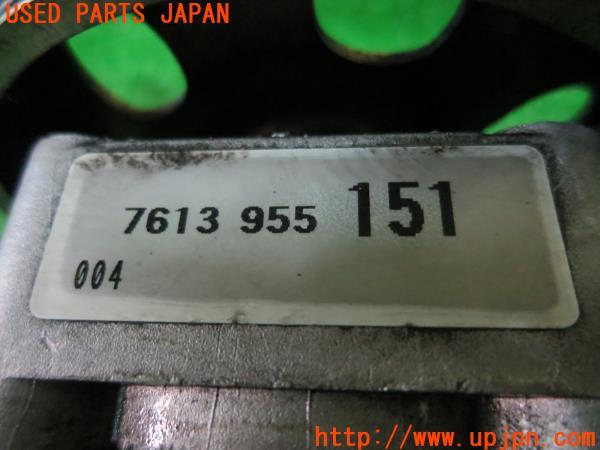 USED PARTS JAPAN
7613 955 151
004
http://www.upjpn.com